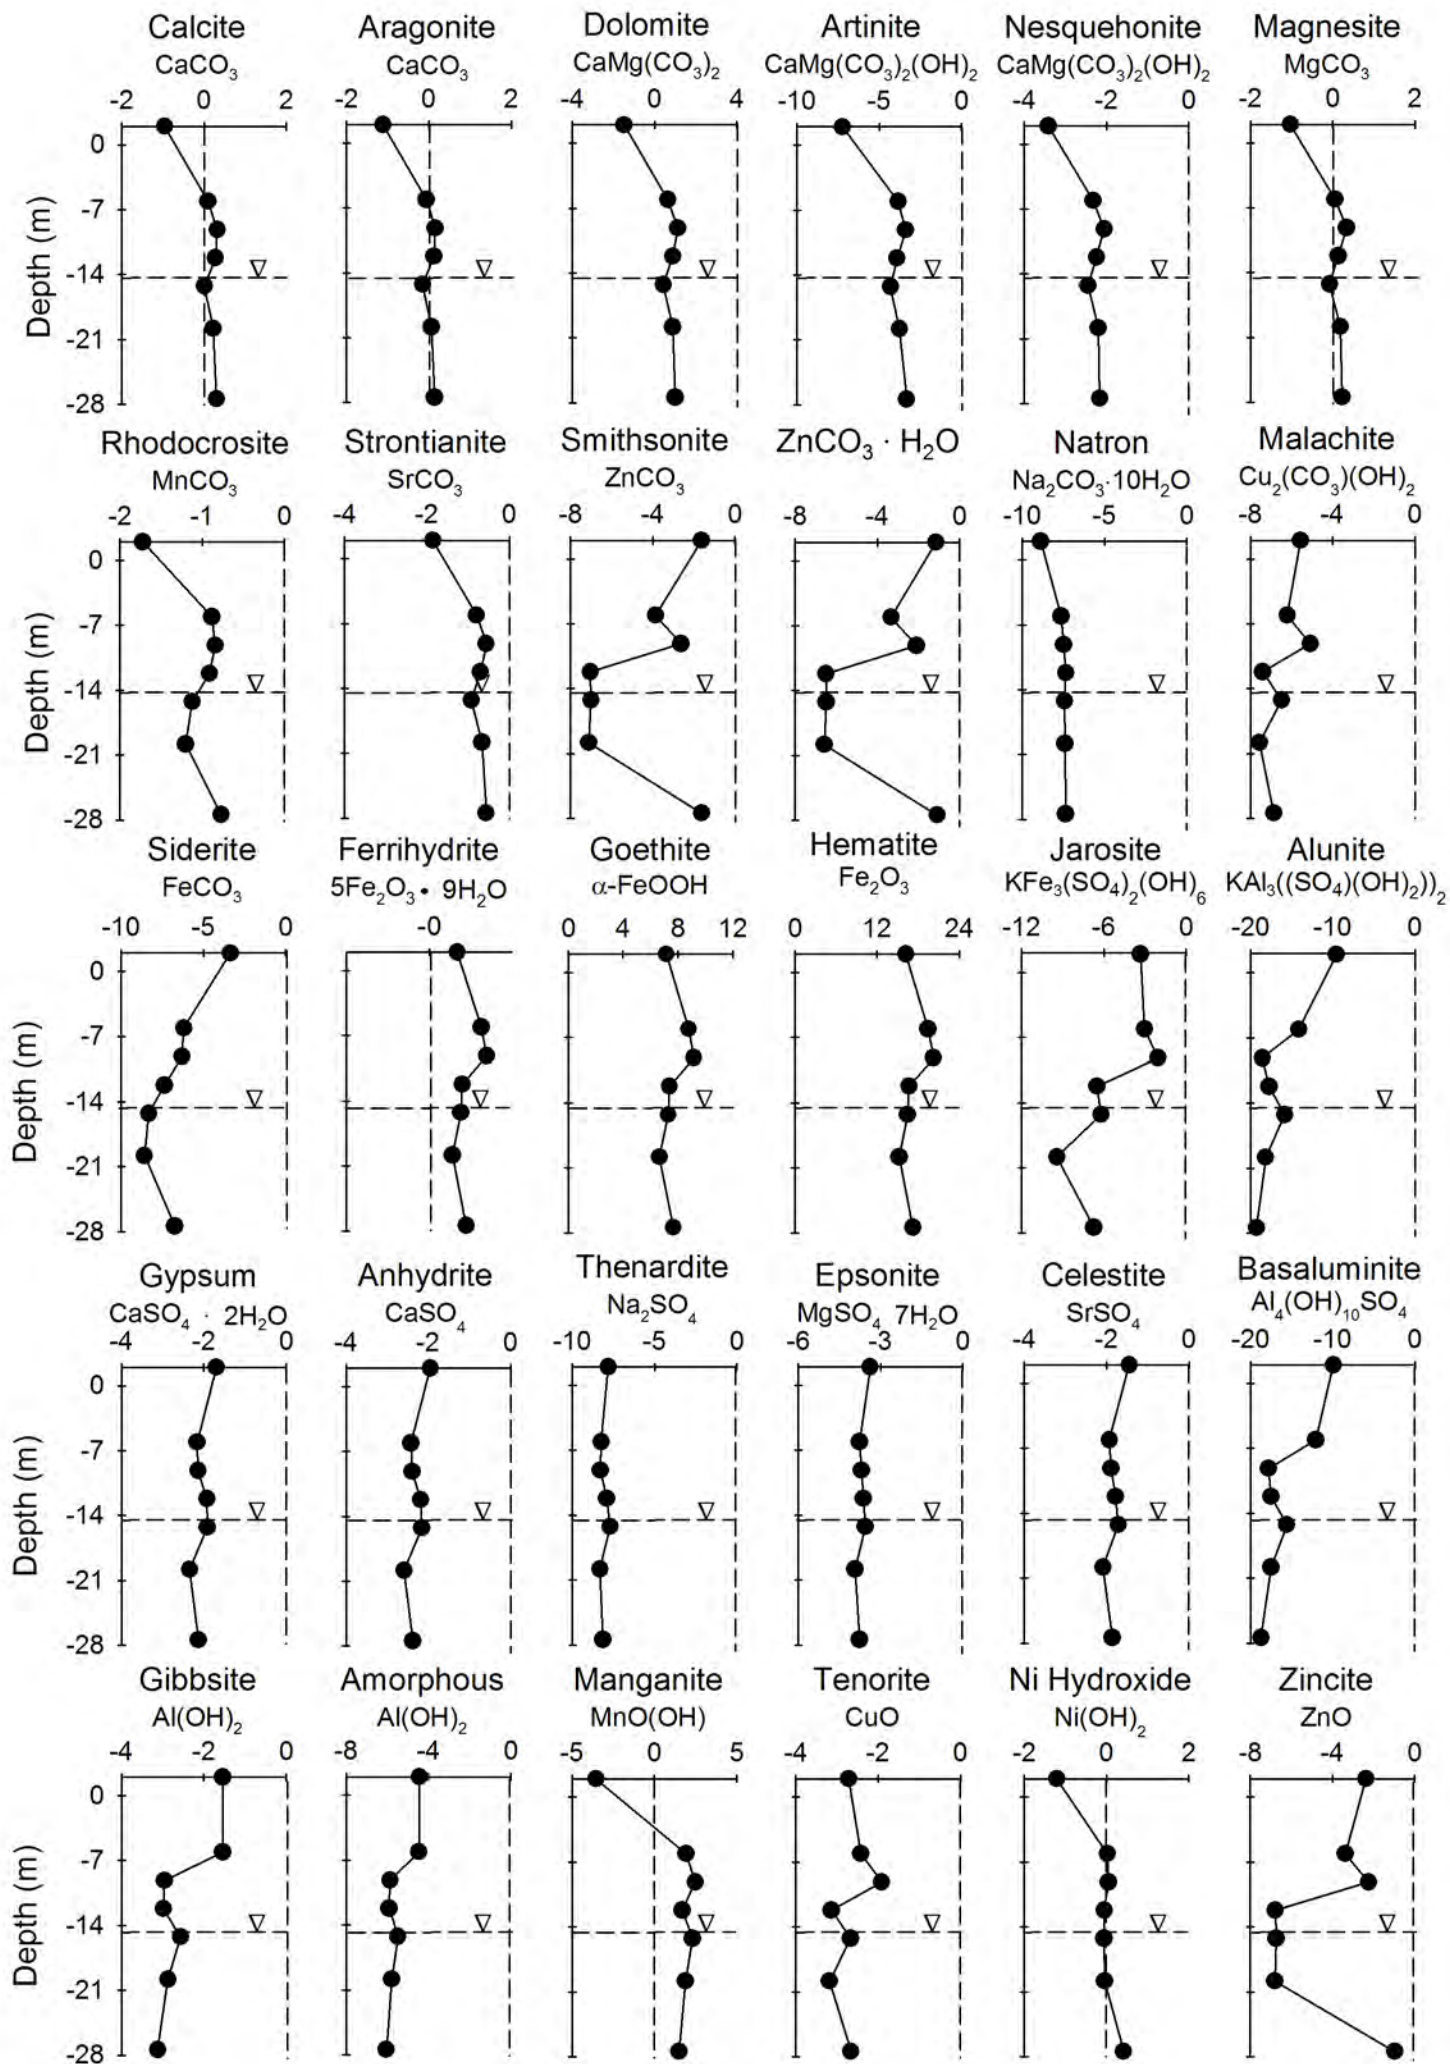 Calcite Aragonite Dolomite Artinite Nesquehonite Magnesite
CaCO₃ CaCO₃ CaMg(CO₃)₂ CaMg(CO₃)₂(OH)₂ CaMg(CO₃)₂(OH)₂ MgCO₃
-2 0 2 -2 0 2 -4 0 4 -10 -5 0 -4 -2 0 -2 0 2
0
-7
-14
-21
-28
Depth (m)
Rhodocrosite Strontianite Smithsonite ZnCO₃ · H₂O Natron Malachite
MnCO₃ SrCO₃ ZnCO₃ Na₂CO₃·10H₂O Cu₂(CO₃)(OH)₂
-2 -1 0 -4 -2 0 -8 -4 0 -8 -4 0 -10 -5 0 -8 -4 0
0
-7
-14
-21
-28
Depth (m)
Siderite Ferrihydrite Goethite Hematite Jarosite Alunite
FeCO₃ 5Fe₂O₃ • 9H₂O α-FeOOH Fe₂O₃ KFe₃(SO₄)₂(OH)₆ KAl₃((SO₄)(OH)₂))₂
-10 -5 0 -0 0 4 8 12 0 12 24 -12 -6 0 -20 -10 0
0
-7
-14
-21
-28
Depth (m)
Gypsum Anhydrite Thenardite Epsonite Celestite Basaluminite
CaSO₄ · 2H₂O CaSO₄ Na₂SO₄ MgSO₄ 7H₂O SrSO₄ Al₄(OH)₁₀SO₄
-4 -2 0 -4 -2 0 -10 -5 0 -6 -3 0 -4 -2 0 -20 -10 0
0
-7
-14
-21
-28
Depth (m)
Gibbsite Amorphous Manganite Tenorite Ni Hydroxide Zincite
Al(OH)₂ Al(OH)₂ MnO(OH) CuO Ni(OH)₂ ZnO
-4 -2 0 -8 -4 0 -5 0 5 -4 -2 0 -2 0 2 -8 -4 0
0
-7
-14
-21
-28
Depth (m)